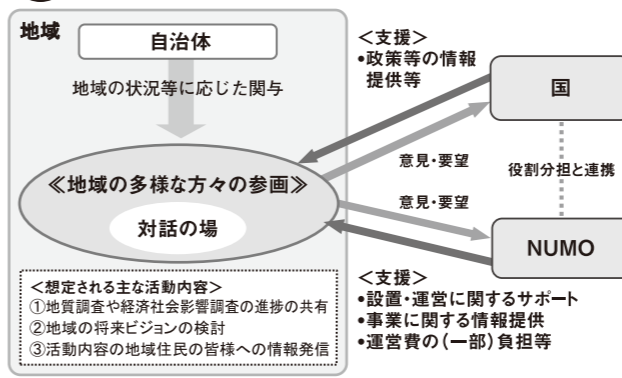 地域
自治体
地域の状況等に応じた関与
≪地域の多様な方々の参画≫
対話の場
<想定される主な活動内容>
①地質調査や経済社会影響調査の進捗の共有
②地域の将来ビジョンの検討
③活動内容の地域住民の皆様への情報発信
<支援>
•政策等の情報
提供等
国
意見・要望
役割分担と連携
意見・要望
NUMO
<支援>
•設置・運営に関するサポート
•事業に関する情報提供
•運営費の(一部)負担等